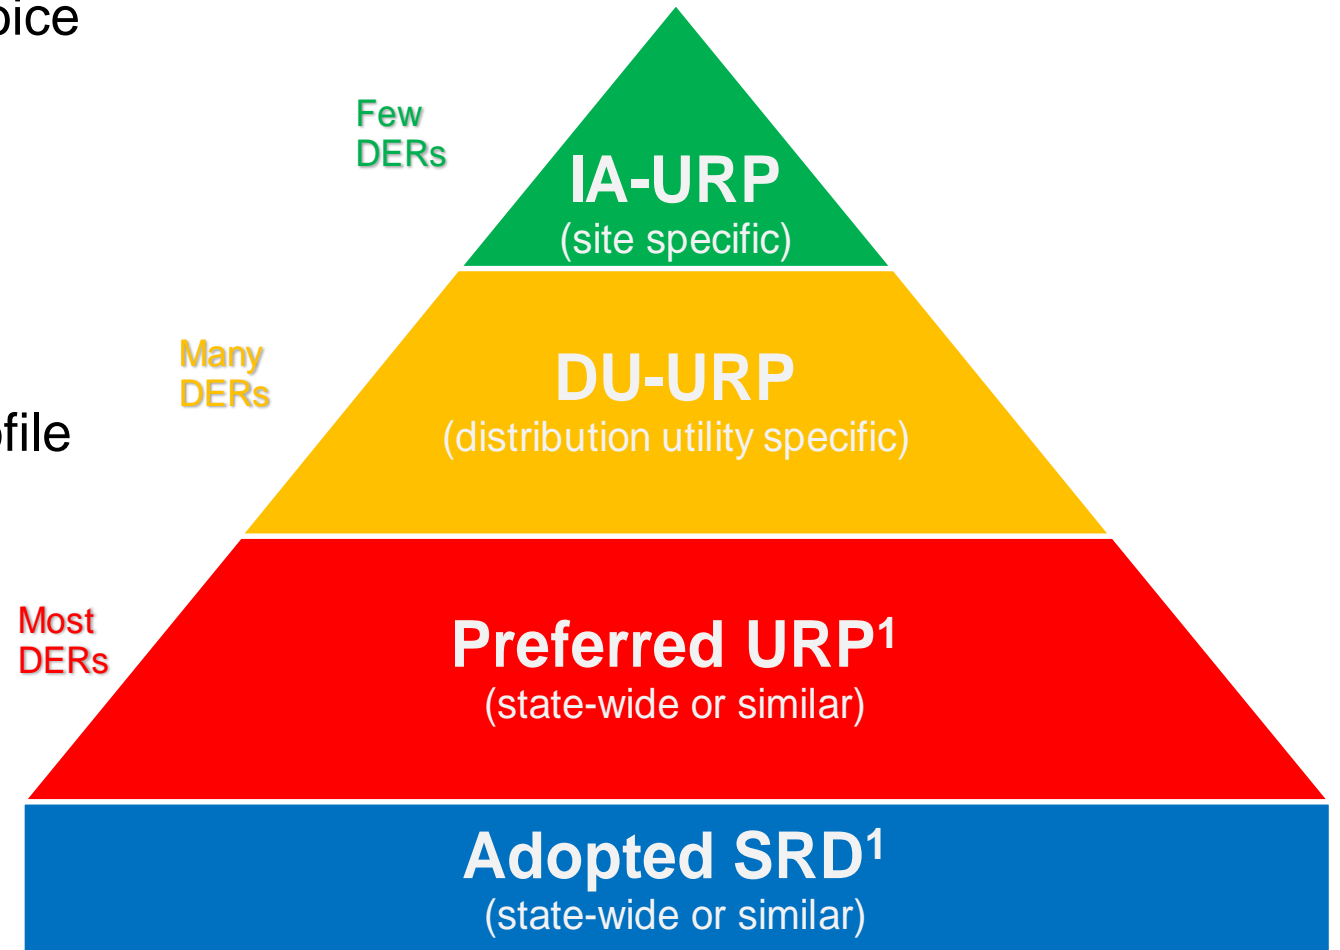 oice
Few
DERs
IA-URP
(site specific)
Many
DERs
DU-URP
(distribution utility specific)
ofile
Most
DERs
Preferred URP¹
(state-wide or similar)
Adopted SRD¹
(state-wide or similar)